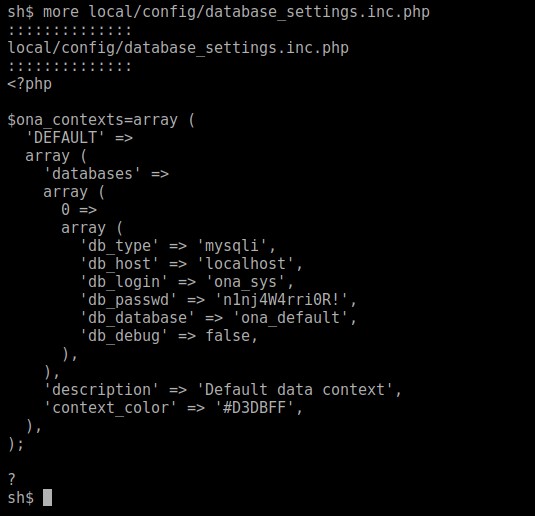 sh$ more local/config/database_settings.inc.php
::::::::::::::
local/config/database_settings.inc.php
::::::::::::::
<?php

$ona_contexts=array (
  'DEFAULT' =>
  array (
    'databases' =>
    array (
      0 =>
      array (
        'db_type' => 'mysqli',
        'db_host' => 'localhost',
        'db_login' => 'ona_sys',
        'db_passwd' => 'n1nj4W4rri0R!',
        'db_database' => 'ona_default',
        'db_debug' => false,
      ),
    ),
    'description' => 'Default data context',
    'context_color' => '#D3DBFF',
  ),
);

?
sh$